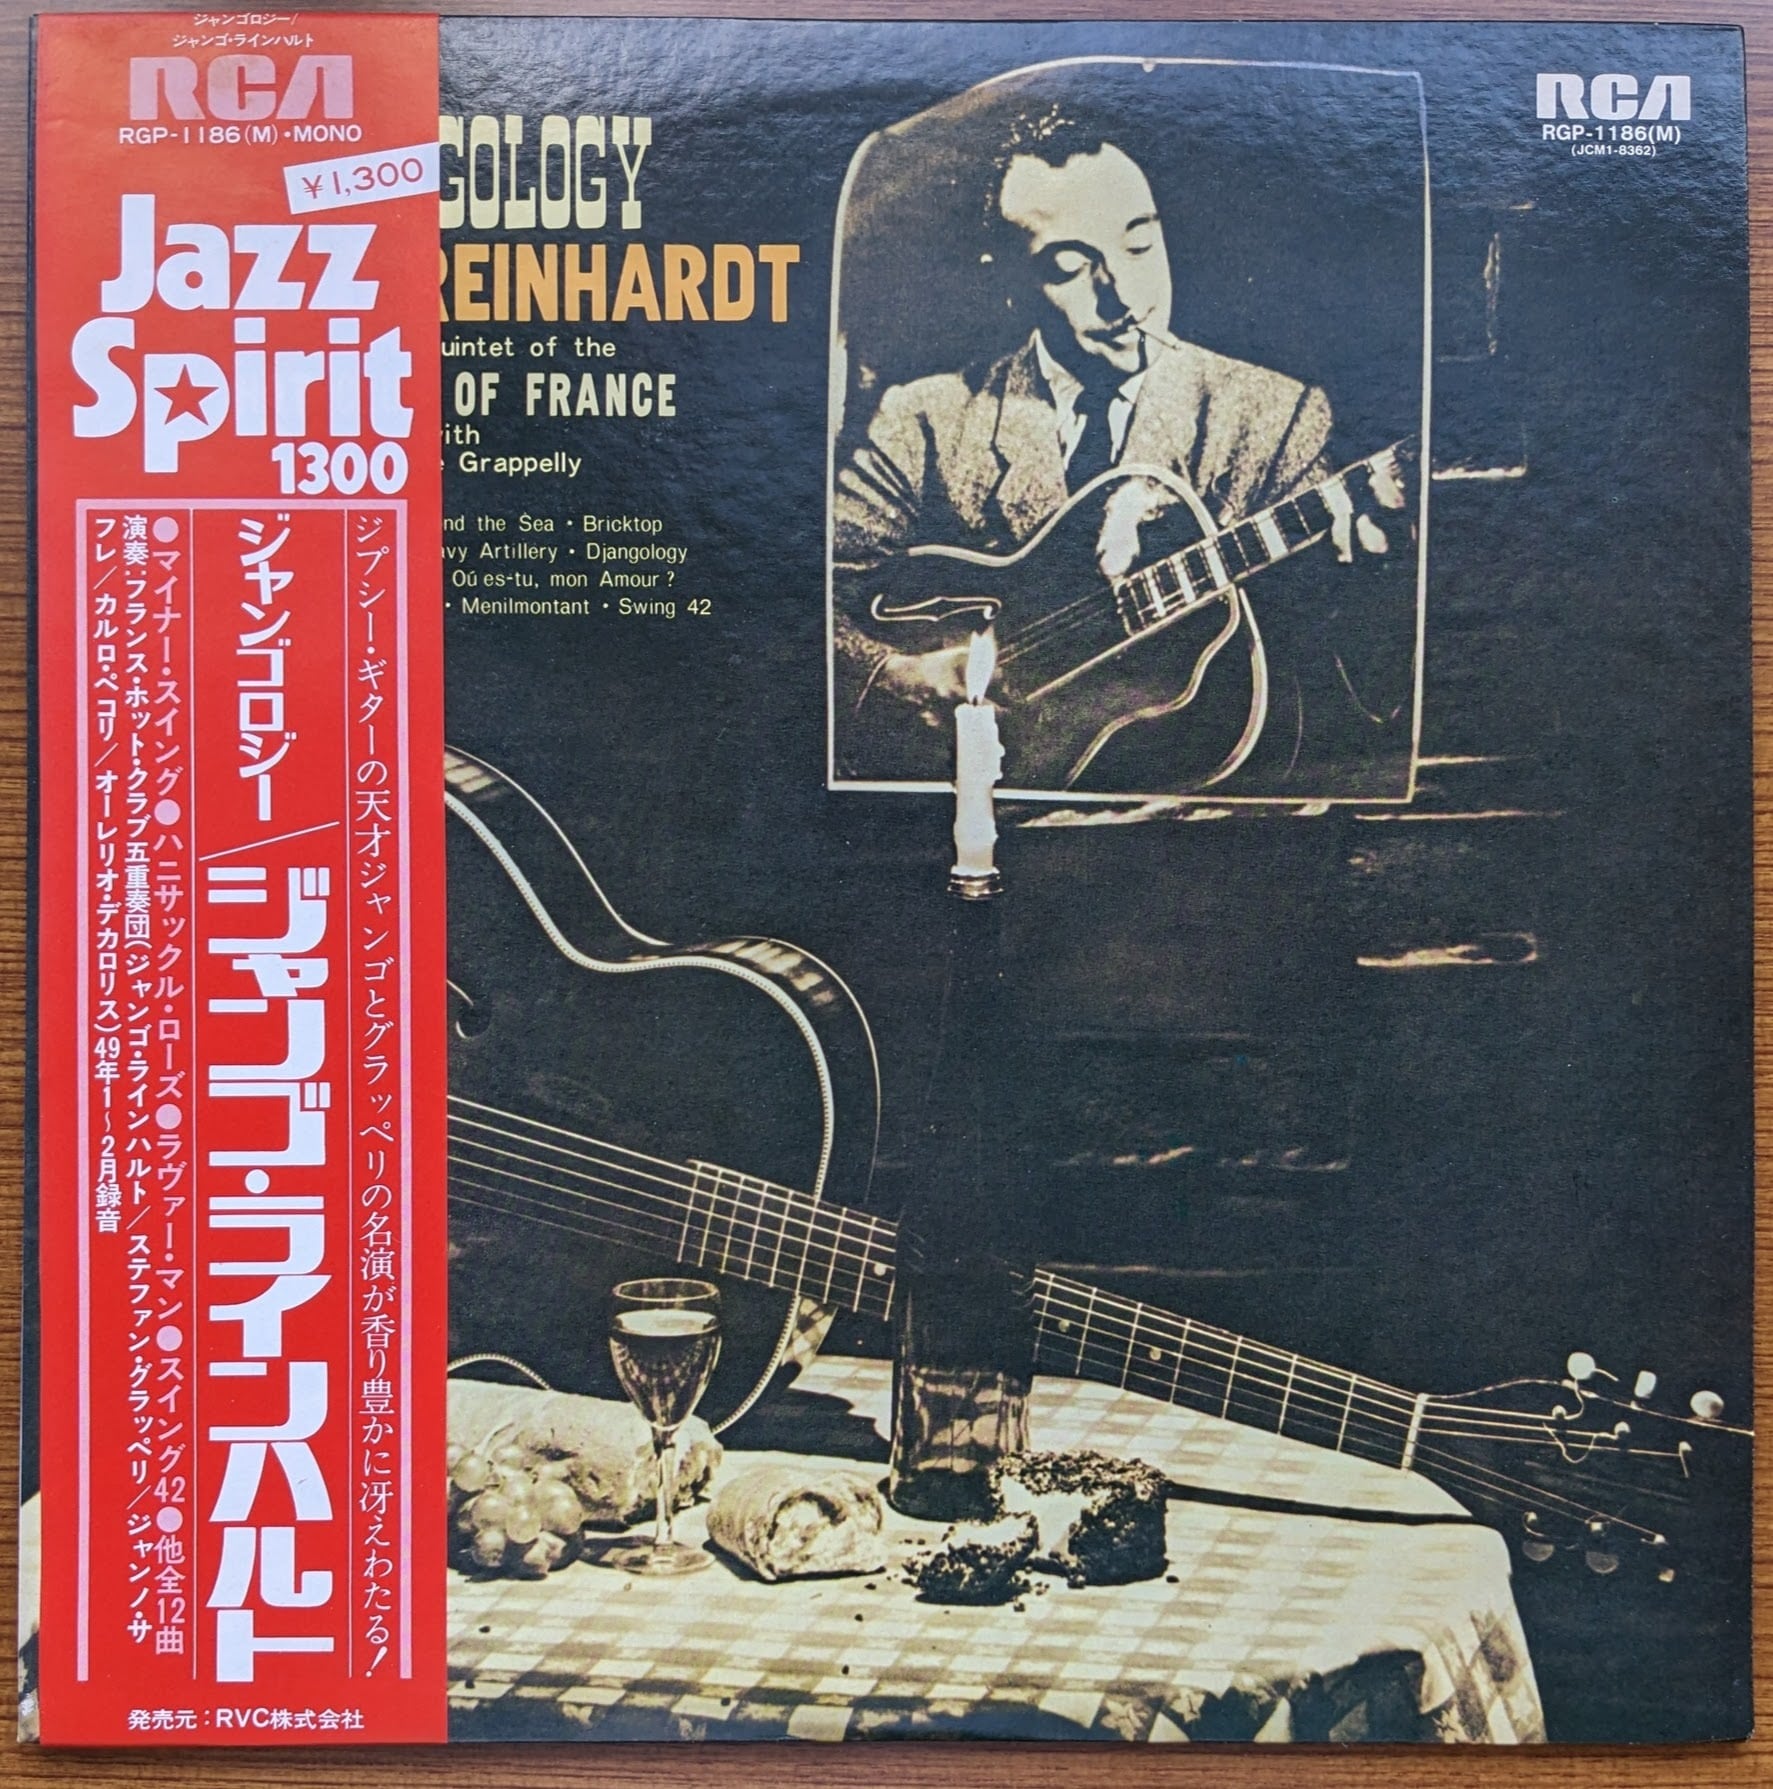 ジャンゴロジー/
ジャンゴ・ラインハルト
RCA
RGP-1186(M)・MONO
¥1,300
Jazz
Spirit
1300
ジプシー・ギターの天才ジャンゴとグラッペリの名演が香り豊かに冴えわたる!
ジャンゴロジー/ジャンゴ・ラインハルト
●マイナー・スイング●ハニサックル・ローズ●ラヴァー・マン●スイング42●他全12曲
演奏:フランス・ホット・クラブ五重奏団(ジャンゴ・ラインハルト/ステファン・グラッペリ/ジャンノ・サ
フレ/カルロ・ペコリ/オーレリオ・デ・カロリス)49年1~2月録音
発売元:RVC株式会社
GOLOGY
REINHARDT
uintet of the
OF FRANCE
ith
e Grappelly
nd the Sea • Bricktop
avy Artillery • Djangology
Oú es-tu, mon Amour ?
• Menilmontant • Swing 42
RCA
RGP-1186(M)
(JCM1-8362)